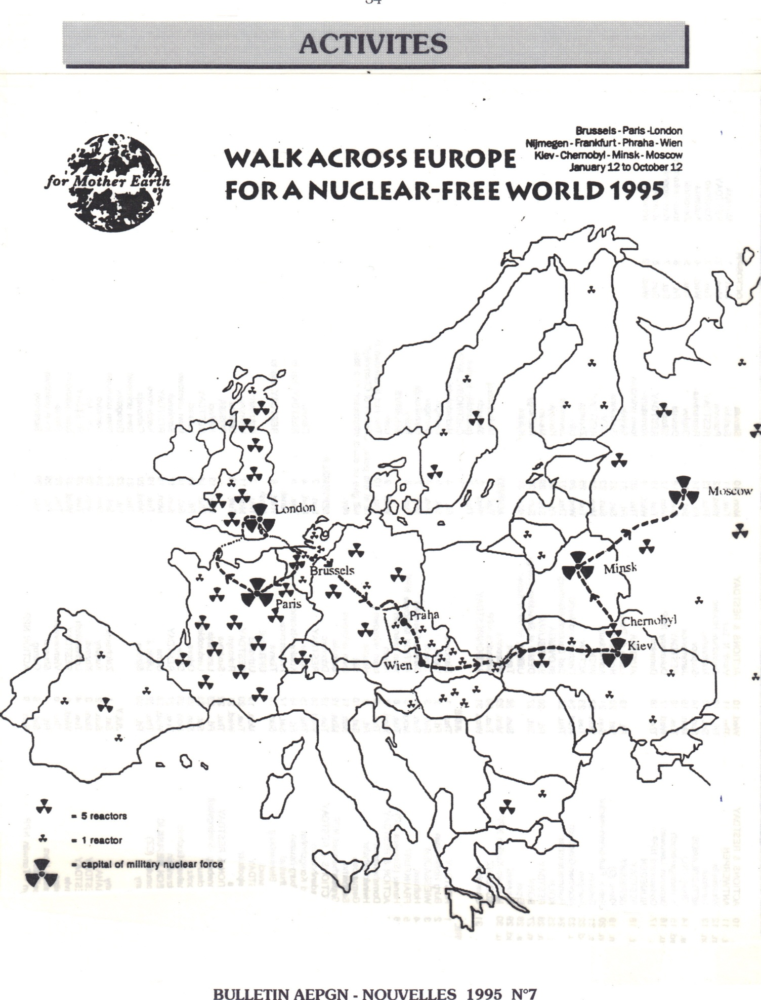 ACTIVITES
for Mother Earth
WALK ACROSS EUROPE
FOR A NUCLEAR-FREE WORLD 1995
Brussels - Paris -London
Nijmegen - Frankfurt - Phraha - Wien
Kiev - Chernobyl - Minsk - Moscow
January 12 to October 12
Moscow
London
Minsk
Brussels
Paris
Praha
Chernobyl
Kiev
Wien
= 5 reactors
= 1 reactor
= capital of military nuclear force
BULLETIN AEPGN - NOUVELLES 1995 N°7